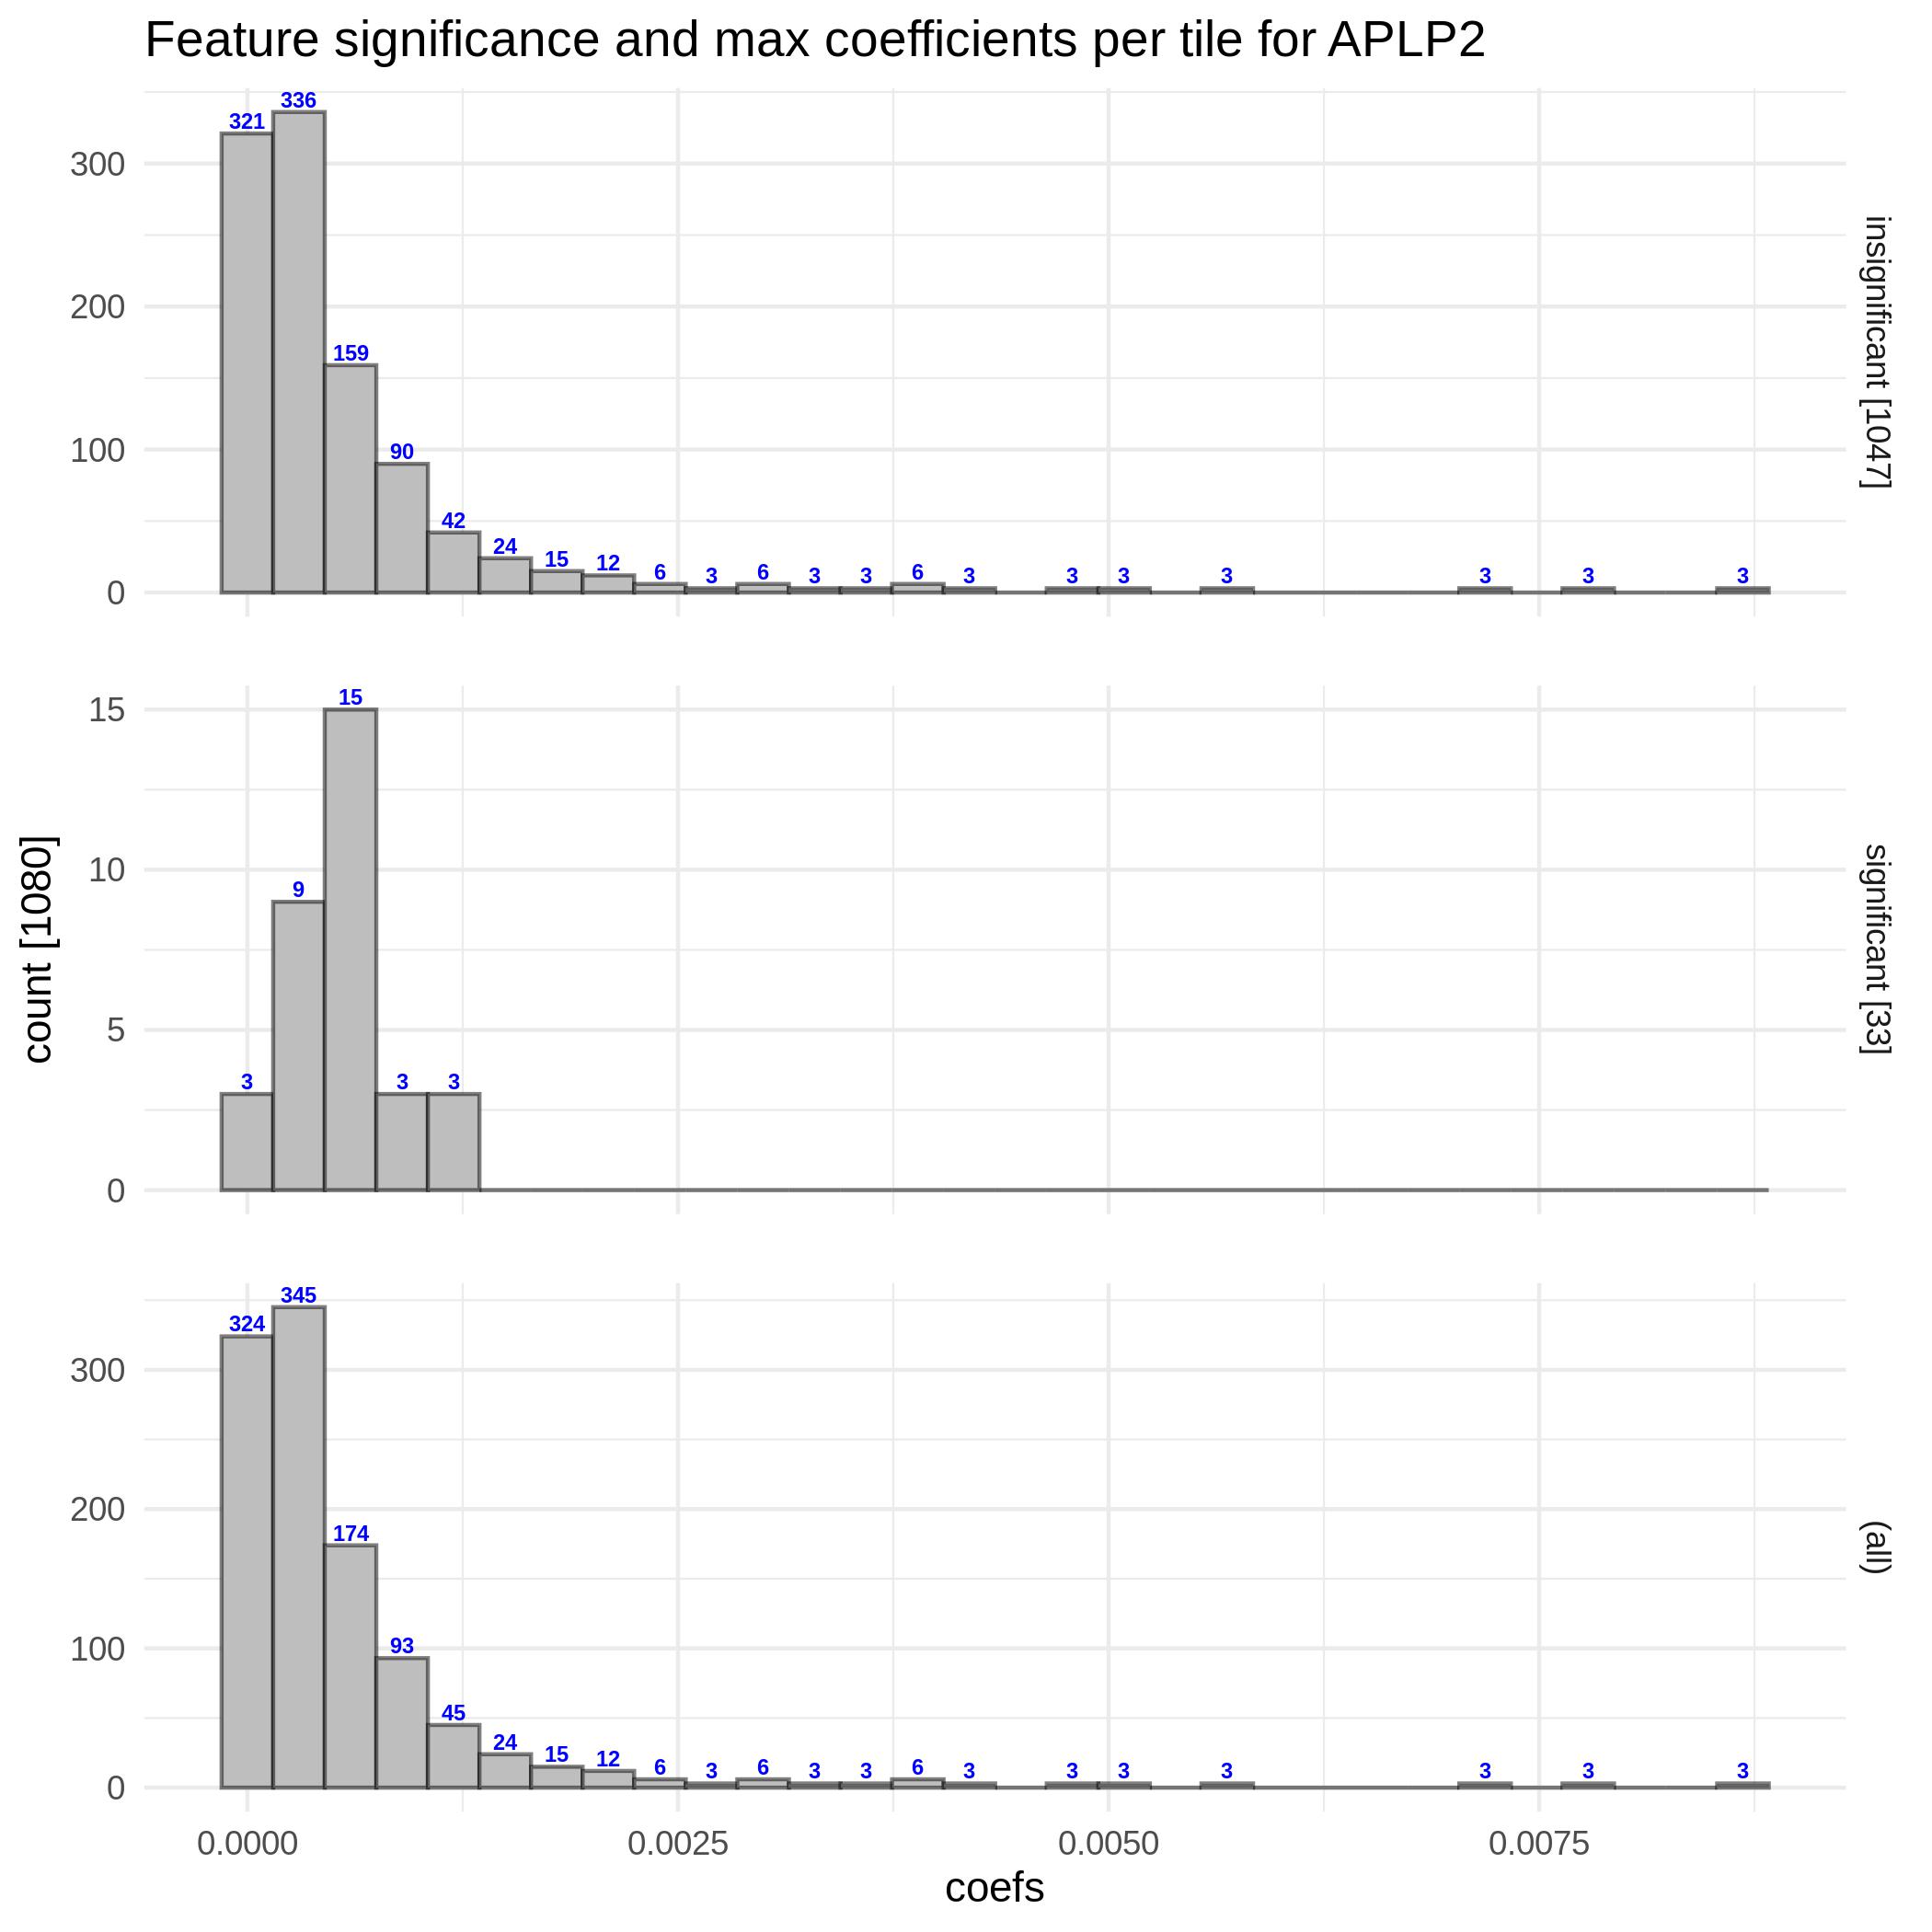 Feature significance and max coefficients per tile for APLP2
321 336 159 90 42 24 15 12 6 3 6 3 3 6 3 3 3 3 3 3 3
300
200
100
0
insignificant [1047]
3 9 15 3 3
15
10
5
0
significant [33]
count [1080]
324 345 174 93 45 24 15 12 6 3 6 3 3 6 3 3 3 3 3 3 3
300
200
100
0
(all)
0.0000 0.0025 0.0050 0.0075
coefs